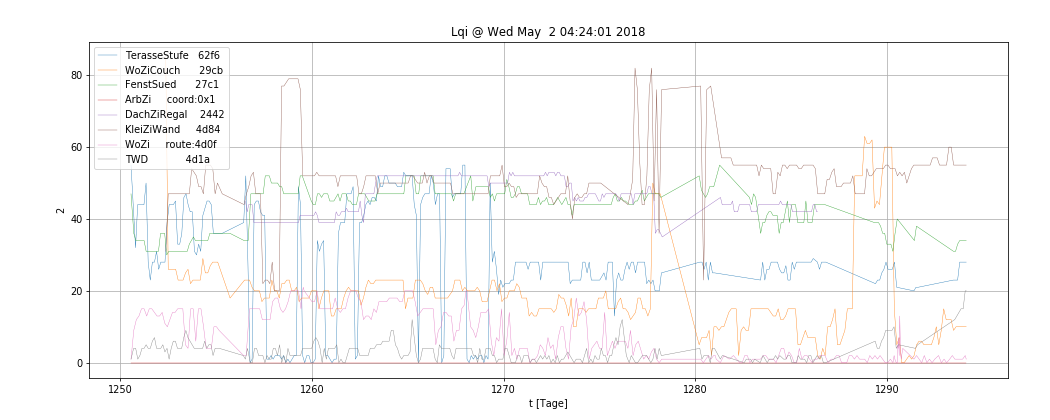 Lqi @ Wed May  2 04:24:01 2018
80
60
40
20
0
2
TerasseStufe   62f6
WoZiCouch      29cb
FenstSued      27c1
ArbZi     coord:0x1
DachZiRegal    2442
KleiZiWand     4d84
WoZi     route:4d0f
TWD            4d1a
1250 1260 1270 1280 1290
t [Tage]